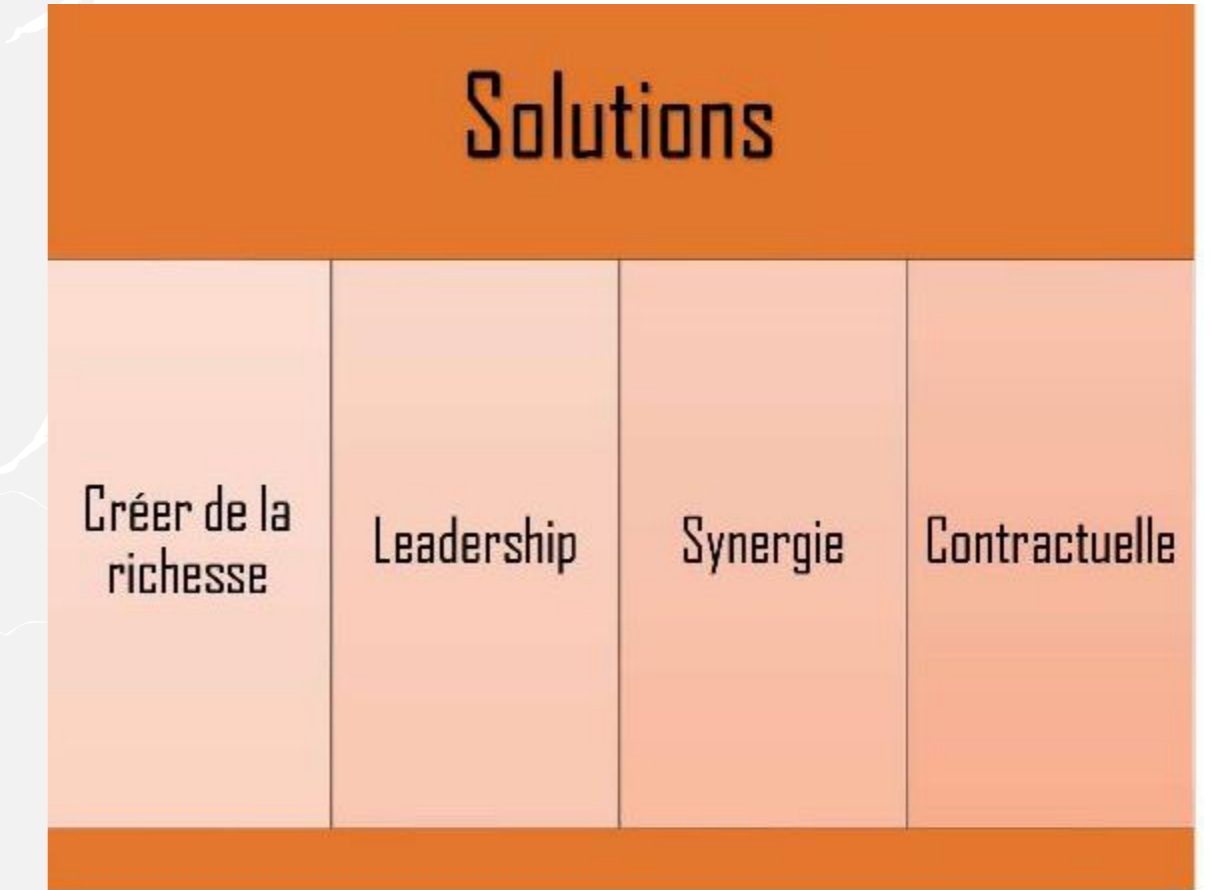 Solutions
Créer de la
richesse
Leadership
Synergie
Contractuelle